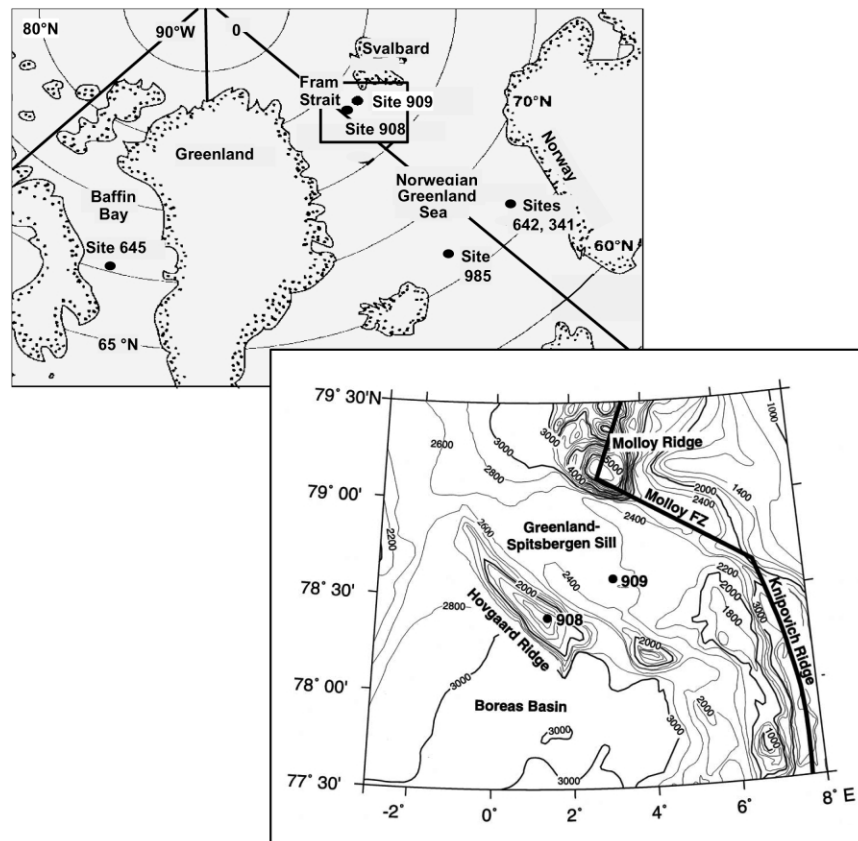 80°N
90°W
0
Svalbard
Fram
Strait
Site 909
Site 908
70°N
Greenland
Norway
Norwegian
Greenland
Sea
Baffin
Bay
Sites
642, 341
60°N
Site 645
Site
985
65 °N
79° 30'N
79° 00'
78° 30'
78° 00'
77° 30'
-2°
0°
2°
4°
6°
8° E
1000
2600
3000
3000
Molloy Ridge
5000
2800
4000
2000
1400
2400
Molloy FZ
2400
2200
Greenland-
Spitsbergen Sill
2600
2200
2400
909
2000
2000
3000
1800
2800
908
Hovgaard Ridge
Knipovich Ridge
2000
3000
3000
Boreas Basin
2000
3000
1000
3000